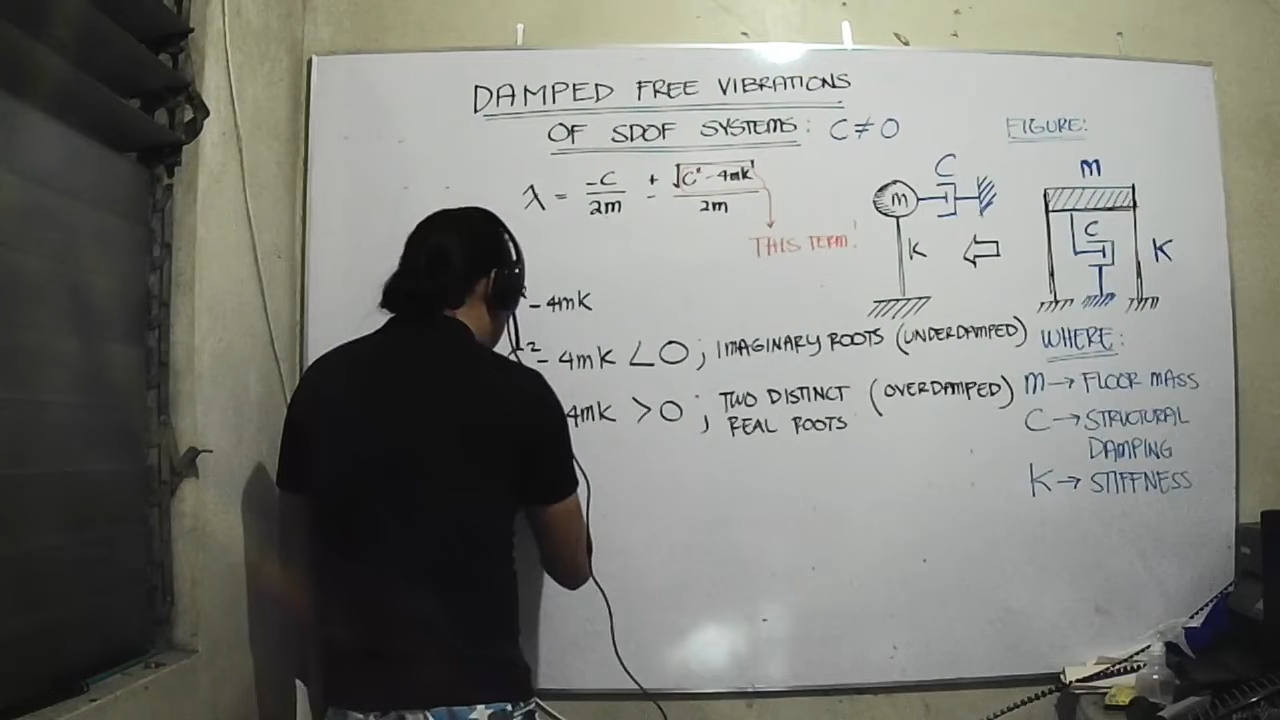 DAMPED FREE VIBRATIONS
OF SDOF SYSTEMS: C≠0
FIGURE:
λ = -C/2m ± √C²-4mk/2m
THIS TERM!
C
m
K
M
C
K
- 4mK
²- 4mK < 0 ; IMAGINARY ROOTS (UNDERDAMPED)
4mK > 0 ; TWO DISTINCT REAL ROOTS (OVERDAMPED)
WHERE:
M → FLOOR MASS
C → STRUCTURAL
DAMPING
K → STIFFNESS